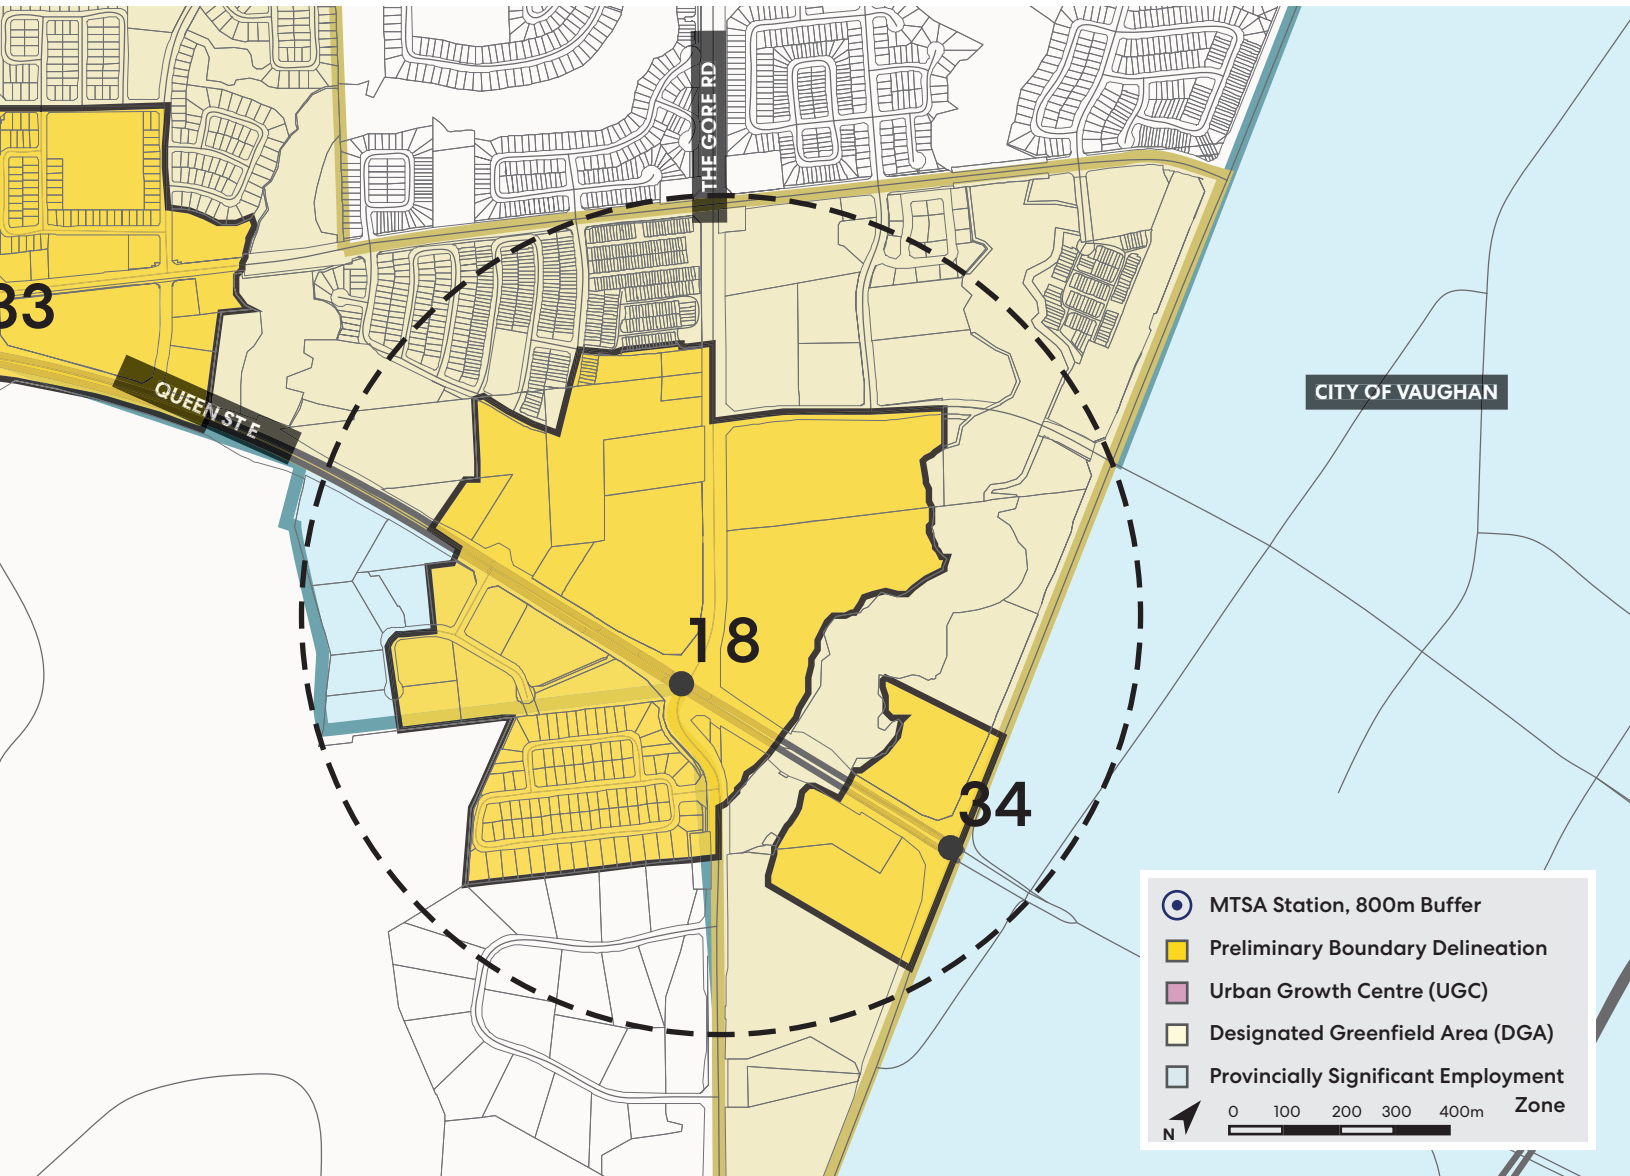 THE GORE RD
33
QUEEN ST E
CITY OF VAUGHAN
18
34
MTSA Station, 800m Buffer
Preliminary Boundary Delineation
Urban Growth Centre (UGC)
Designated Greenfield Area (DGA)
Provincially Significant Employment
Zone
N
0 100 200 300 400m